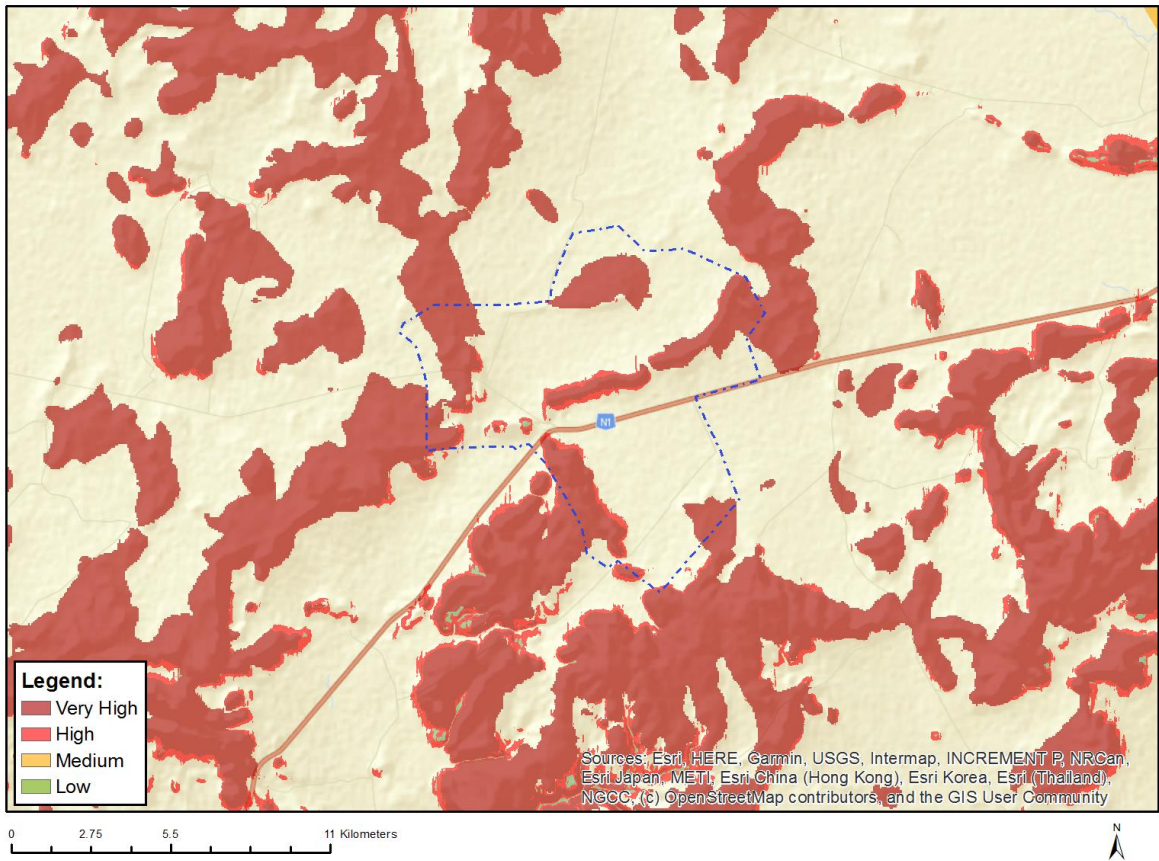 N1
Legend:
Very High
High
Medium
Low
Sources: Esri, HERE, Garmin, USGS, Intermap, INCREMENT P, NRCan,
Esri Japan, METI, Esri China (Hong Kong), Esri Korea, Esri (Thailand),
NGCC, (c) OpenStreetMap contributors, and the GIS User Community
0 2.75 5.5 11 Kilometers
N